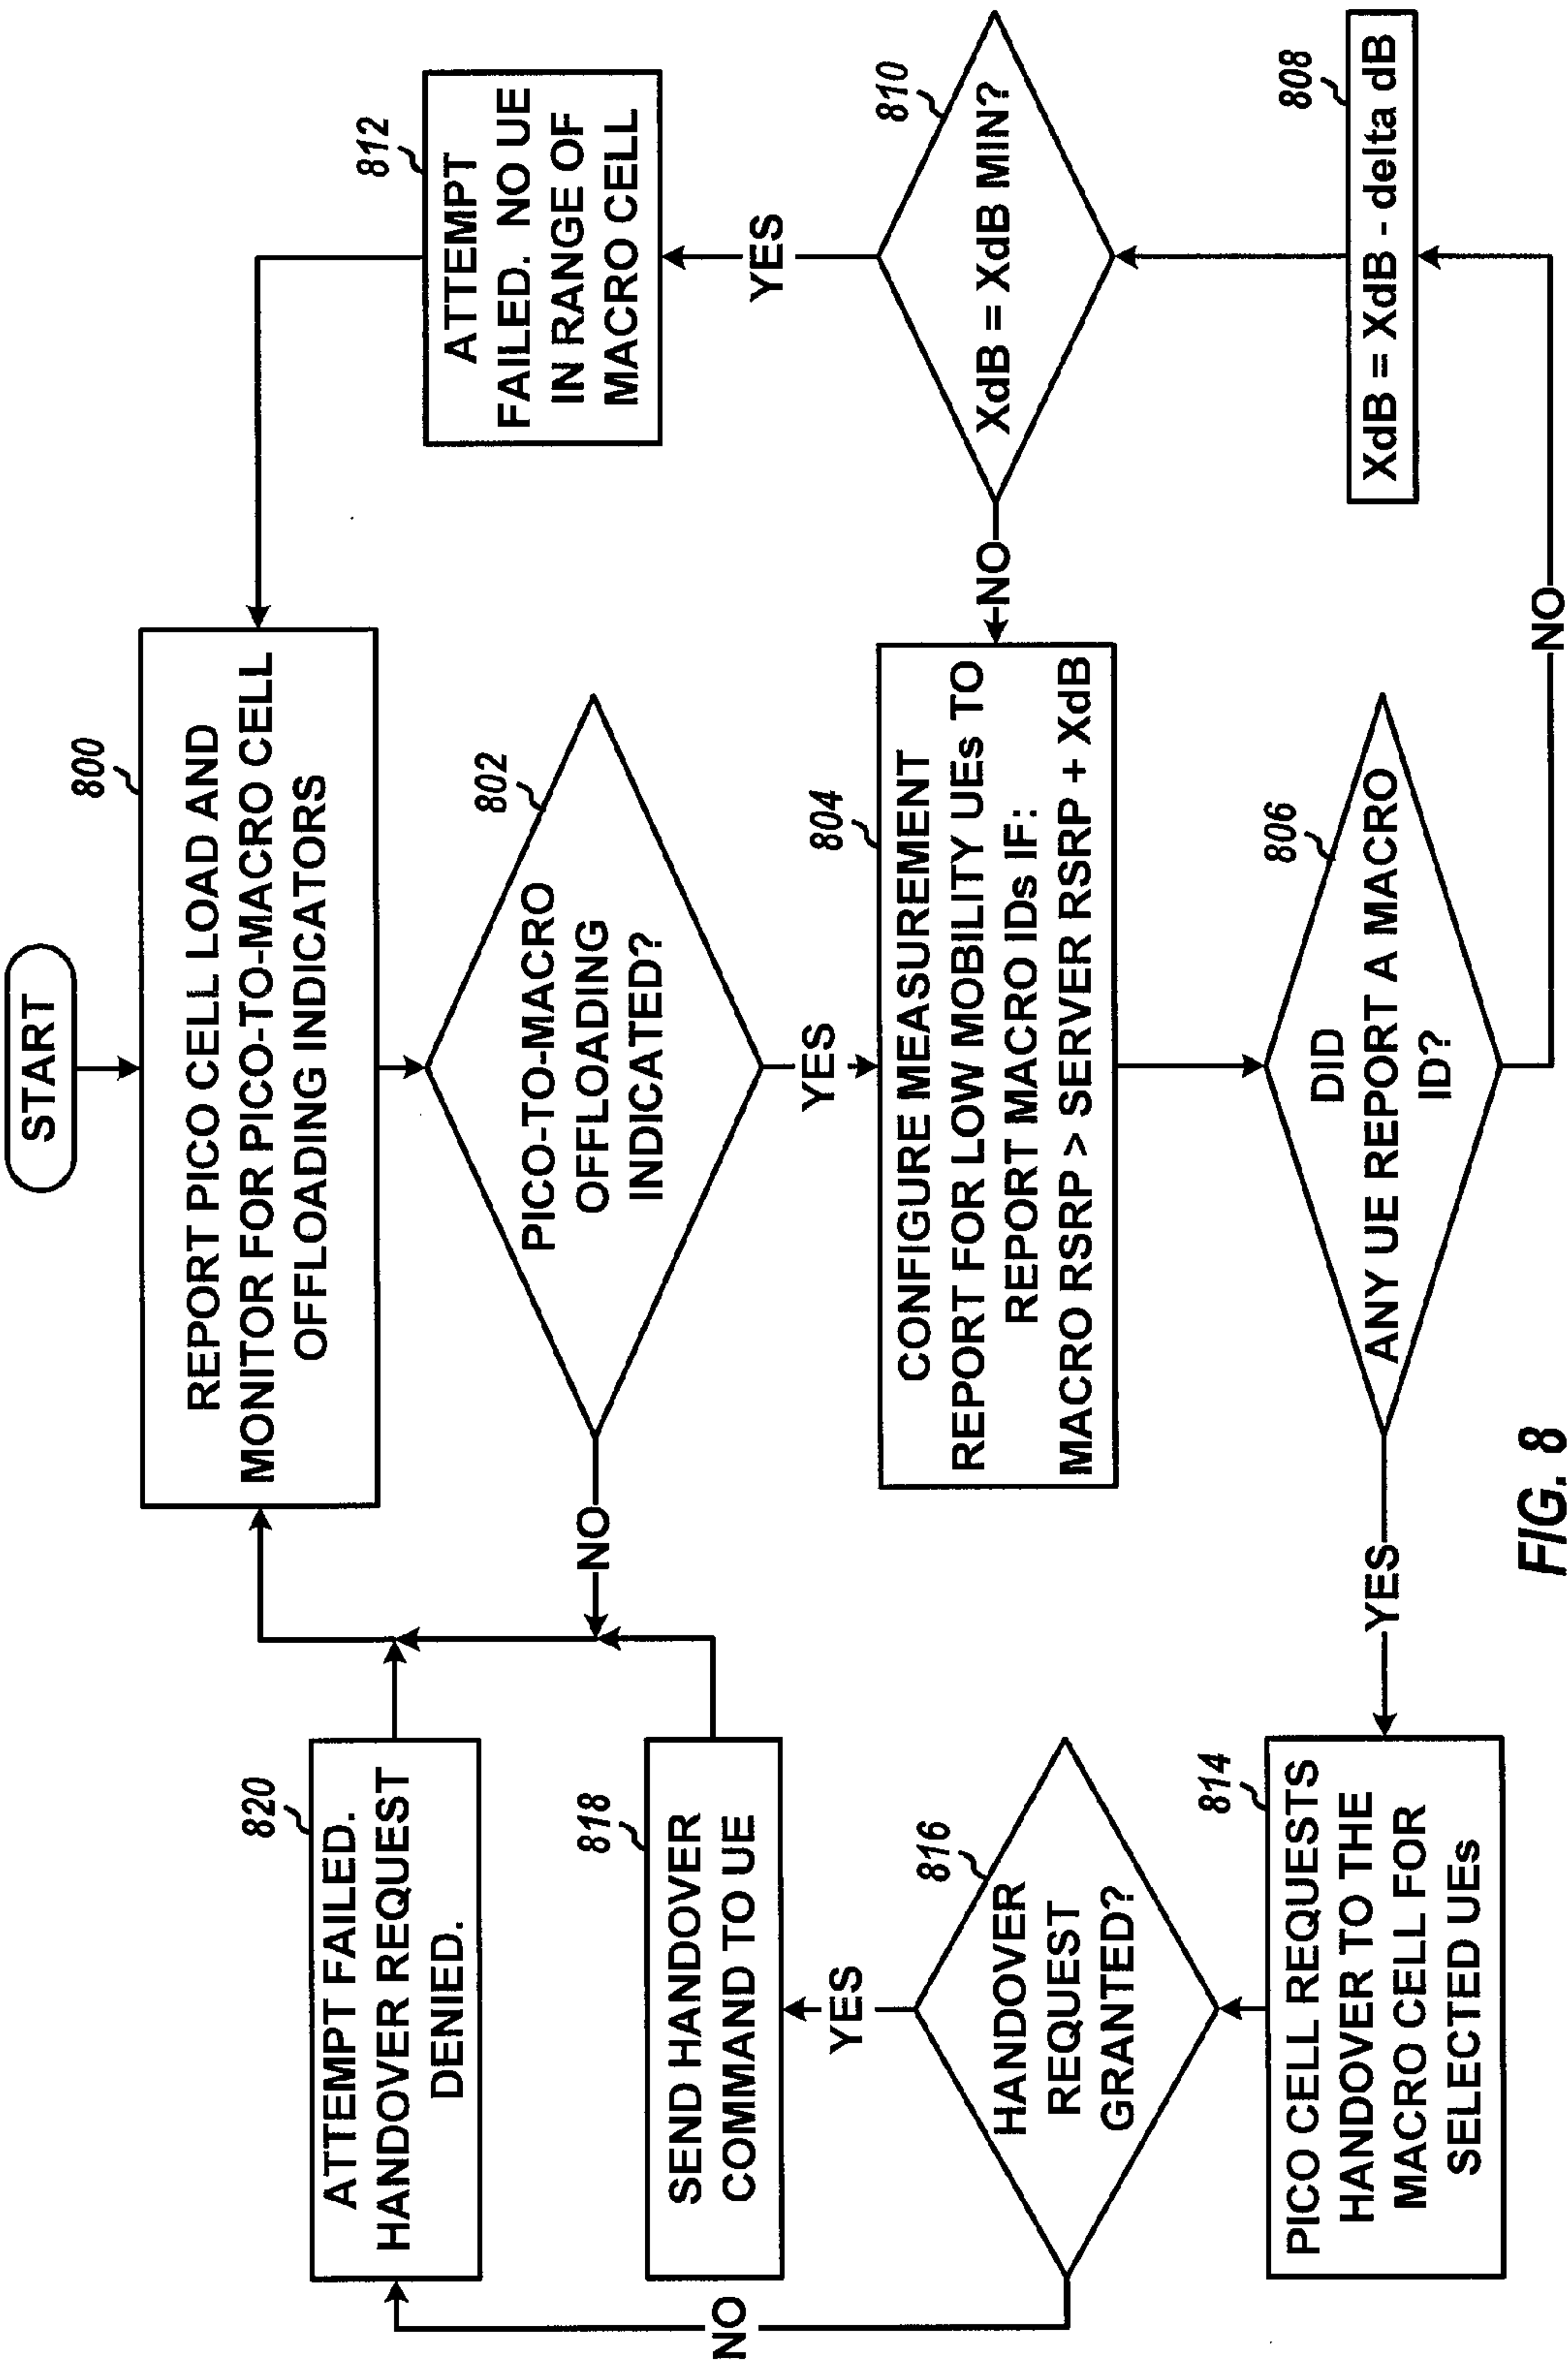 START
800
REPORT PICO CELL LOAD AND
MONITOR FOR PICO-TO-MACRO CELL
OFFLOADING INDICATORS
802
PICO-TO-MACRO
OFFLOADING
INDICATED?
NO
YES
804
CONFIGURE MEASUREMENT
REPORT FOR LOW MOBILITY UEs TO
REPORT MACRO IDs IF:
MACRO RSRP > SERVER RSRP + XdB
806
DID
ANY UE REPORT A MACRO
ID?
NO
808
XdB = XdB - delta dB
810
XdB = XdB MIN?
NO
YES
812
ATTEMPT
FAILED. NO UE
IN RANGE OF
MACRO CELL
YES
814
PICO CELL REQUESTS
HANDOVER TO THE
MACRO CELL FOR
SELECTED UEs
816
HANDOVER
REQUEST
GRANTED?
YES
818
SEND HANDOVER
COMMAND TO UE
NO
820
ATTEMPT FAILED.
HANDOVER REQUEST
DENIED.
FIG. 8